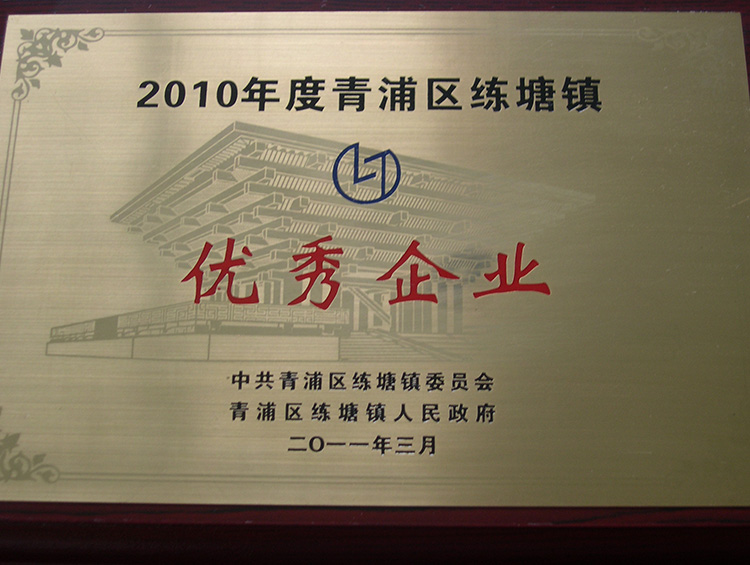 2010年度青浦区练塘镇
LT
优秀企业
中共青浦区练塘镇委员会
青浦区练塘镇人民政府
二〇一一年三月